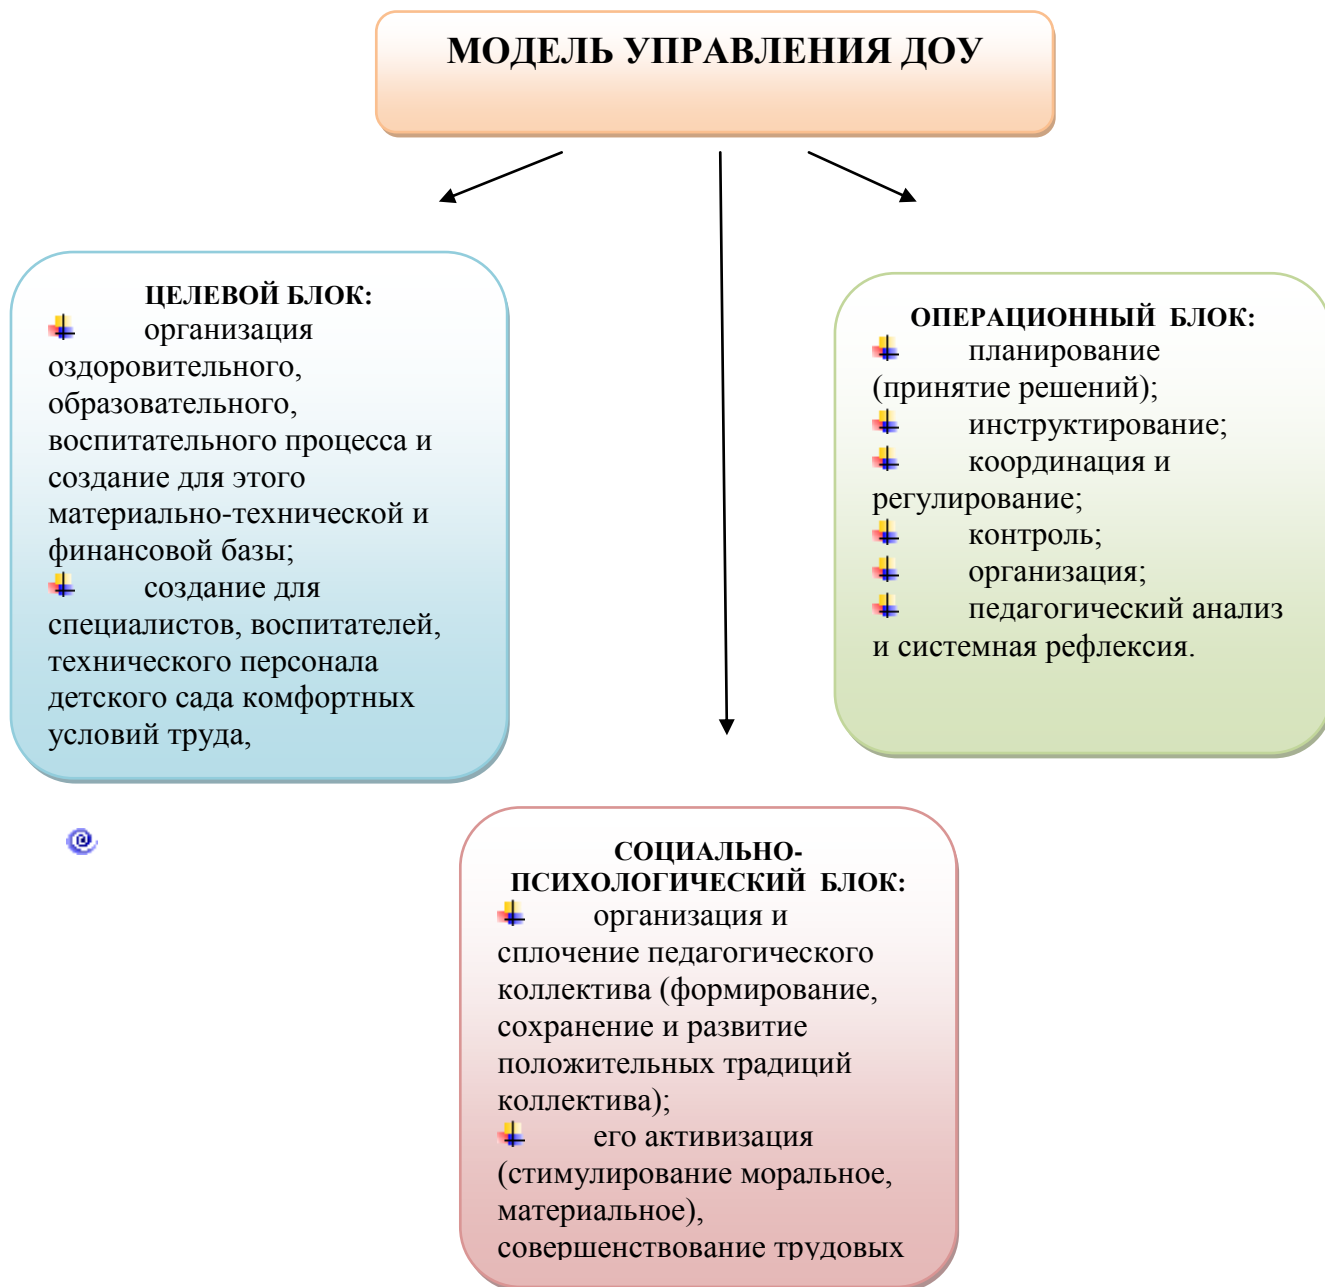 МОДЕЛЬ УПРАВЛЕНИЯ ДОУ
ЦЕЛЕВОЙ БЛОК:
организация
оздоровительного,
образовательного,
воспитательного процесса и
создание для этого
материально-технической и
финансовой базы;
создание для
специалистов, воспитателей,
технического персонала
детского сада комфортных
условий труда,
ОПЕРАЦИОННЫЙ БЛОК:
планирование
(принятие решений);
инструктирование;
координация и
регулирование;
контроль;
организация;
педагогический анализ
и системная рефлексия.
СОЦИАЛЬНО-
ПСИХОЛОГИЧЕСКИЙ БЛОК:
организация и
сплочение педагогического
коллектива (формирование,
сохранение и развитие
положительных традиций
коллектива);
его активизация
(стимулирование моральное,
материальное),
совершенствование трудовых